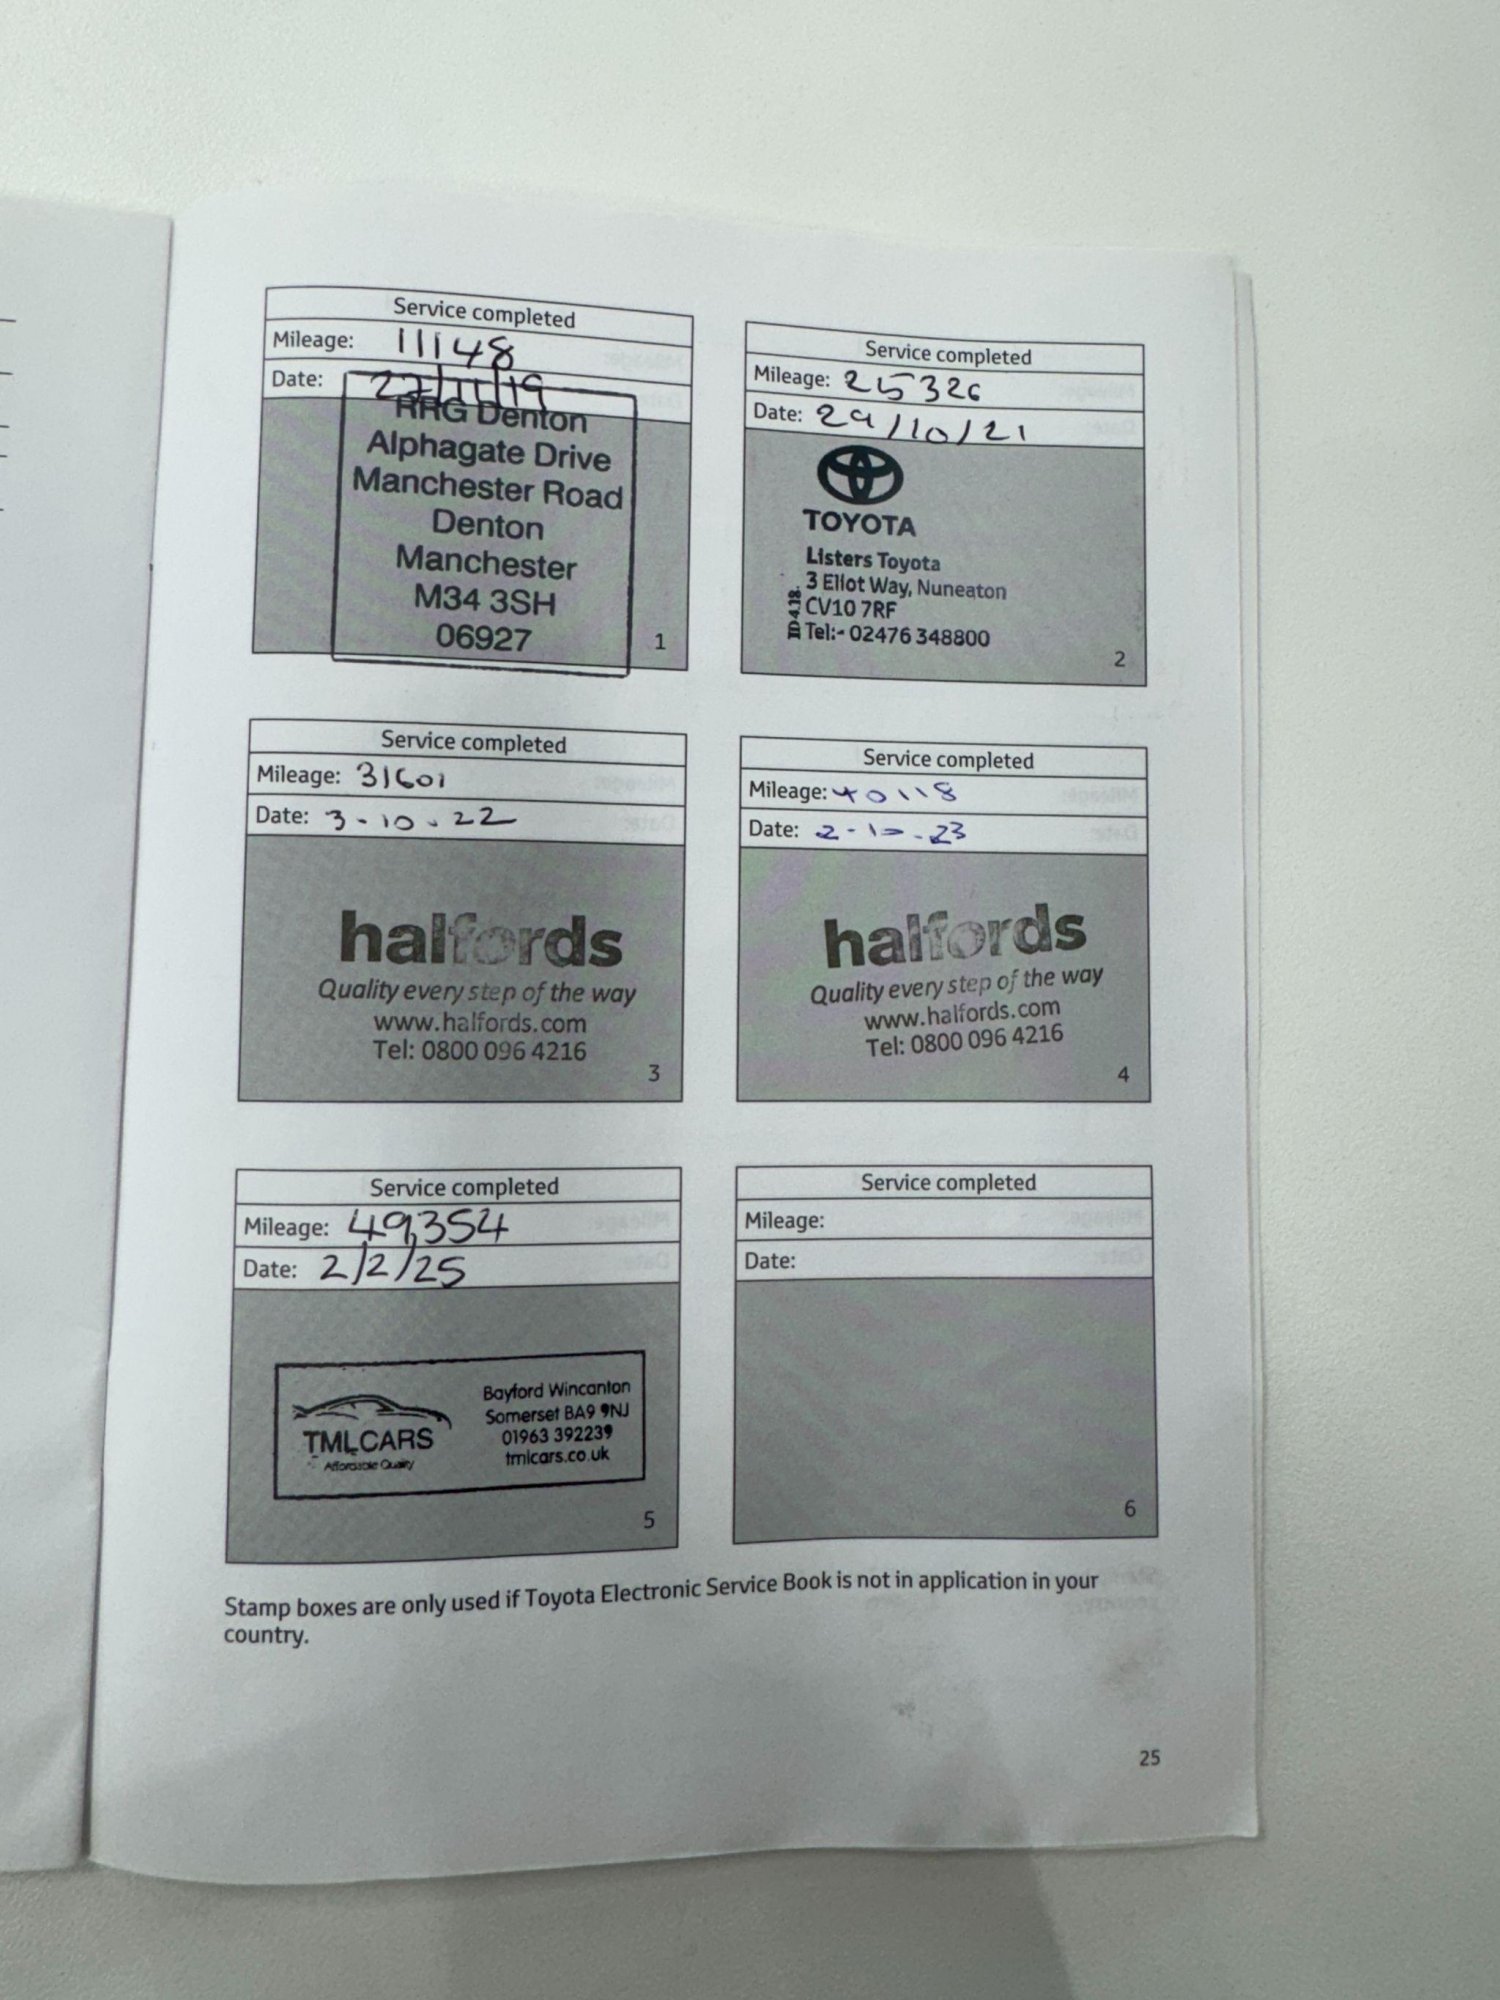 Service completed
Mileage: 11148
Date: 22/11/19
RRG Denton
Alphagate Drive
Manchester Road
Denton
Manchester
M34 3SH
06927
1
Service completed
Mileage: 25326
Date: 29/10/21
TOYOTA
Listers Toyota
3 Eliot Way, Nuneaton
CV10 7RF
Tel:- 02476 348800
2
Service completed
Mileage: 31601
Date: 3-10-22
halfords
Quality every step of the way
www.halfords.com
Tel: 0800 096 4216
3
Service completed
Mileage: 40118
Date: 2-10-23
halfords
Quality every step of the way
www.halfords.com
Tel: 0800 096 4216
4
Service completed
Mileage: 49,354
Date: 2/2/25
TMLCARS
Affordable Quality
Bayford Wincanton
Somerset BA9 9NJ
01963 392239
tmlcars.co.uk
5
Service completed
Mileage:
Date:
6
Stamp boxes are only used if Toyota Electronic Service Book is not in application in your
country.
25